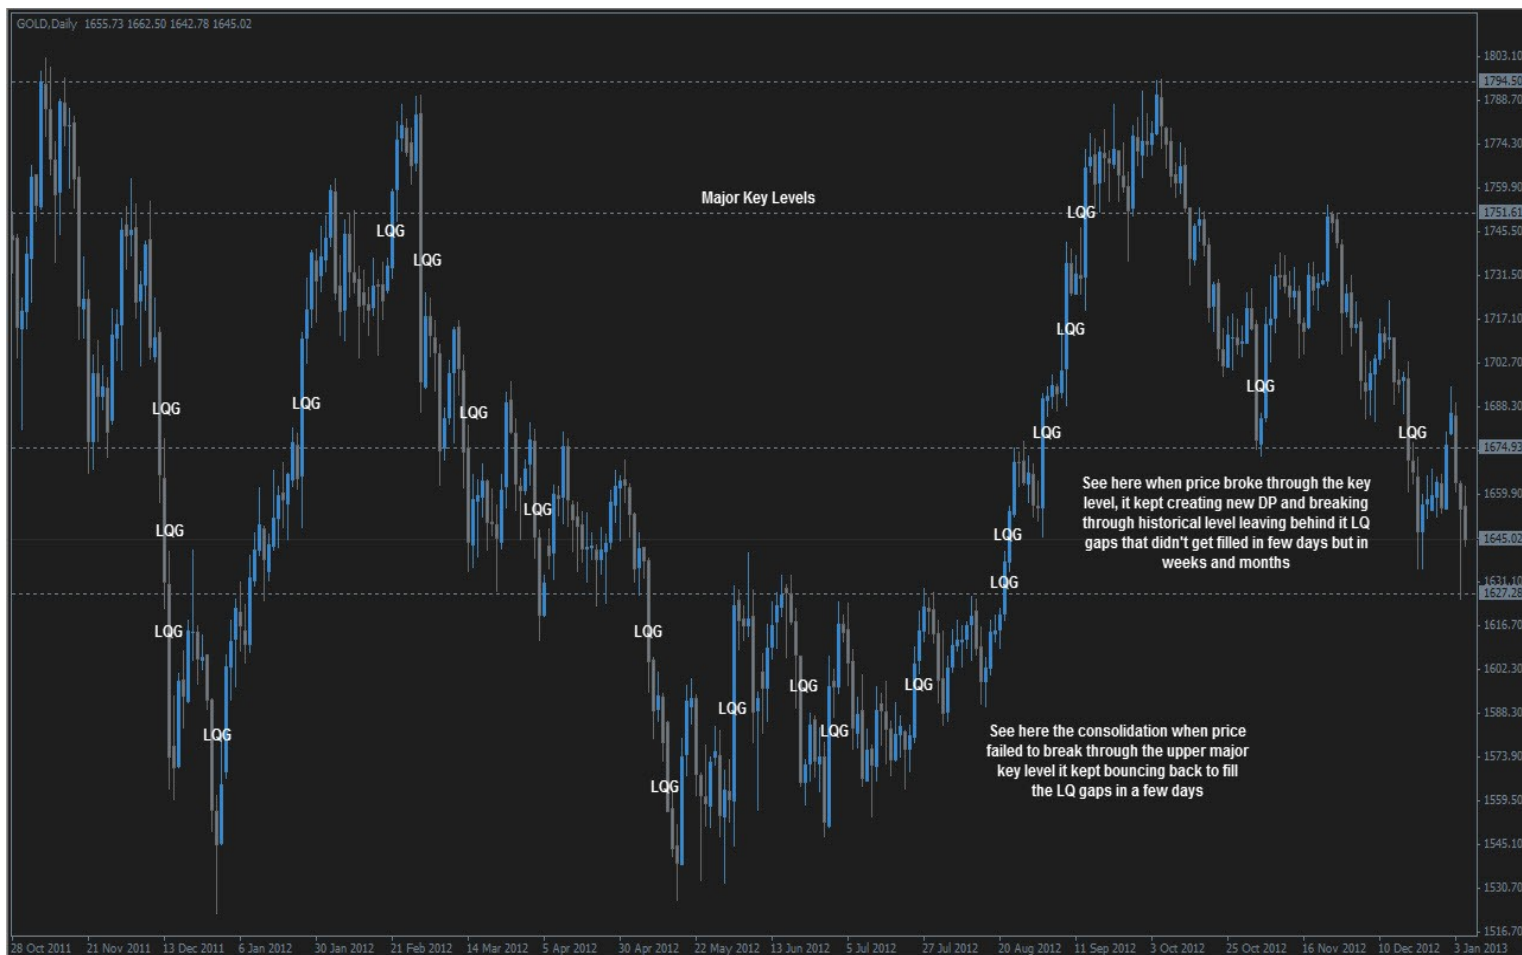 GOLD,Daily 1655.73 1662.50 1642.78 1645.02
1803.10
1794.50
1788.70
1774.30
Major Key Levels
1759.90
LQG
1751.61
LQG
1745.50
LQG
1731.50
LQG
1717.10
1702.70
LQG
LQG
LQG
LQG
1688.30
LQG
LQG
1674.93
See here when price broke through the key
level, it kept creating new DP and breaking
through historical level leaving behind it LQ
gaps that didn't get filled in few days but in
weeks and months
1659.90
LQG
LQG
LQG
1645.02
LQG
1631.10
1627.28
LQG
LQG
1616.70
1602.30
LQG
LQG
LQG
1588.30
LQG
LQG
See here the consolidation when price
failed to break through the upper major
key level it kept bouncing back to fill
the LQ gaps in a few days
1573.90
LQG
1559.50
1545.10
1530.70
1516.70
28 Oct 2011 21 Nov 2011 13 Dec 2011 6 Jan 2012 30 Jan 2012 21 Feb 2012 14 Mar 2012 5 Apr 2012 30 Apr 2012 22 May 2012 13 Jun 2012 5 Jul 2012 27 Jul 2012 20 Aug 2012 11 Sep 2012 3 Oct 2012 25 Oct 2012 16 Nov 2012 10 Dec 2012 3 Jan 2013